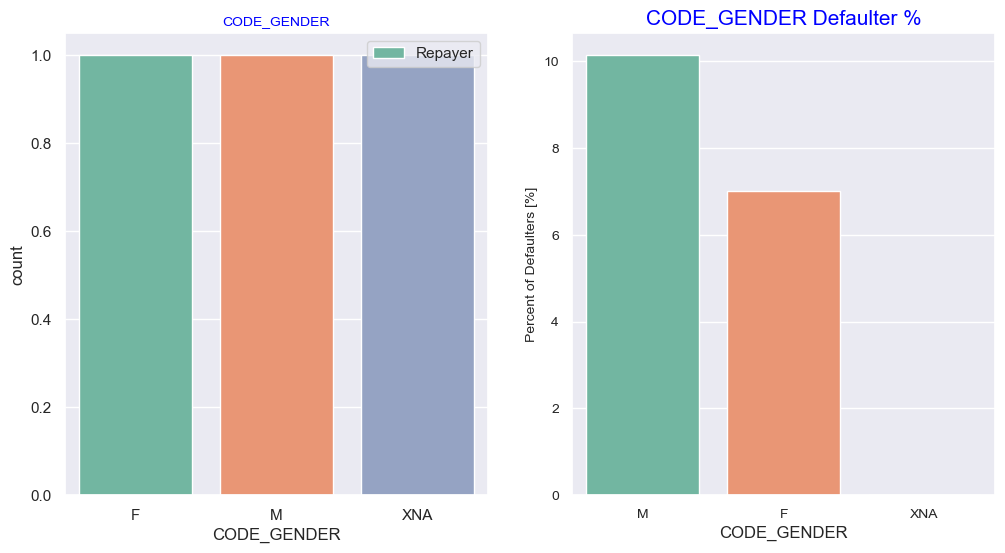 CODE_GENDER
Repayer
1.0
0.8
0.6
0.4
0.2
0.0
count
F M XNA
CODE_GENDER
CODE_GENDER Defaulter %
10
8
6
4
2
0
Percent of Defaulters [%]
M F XNA
CODE_GENDER